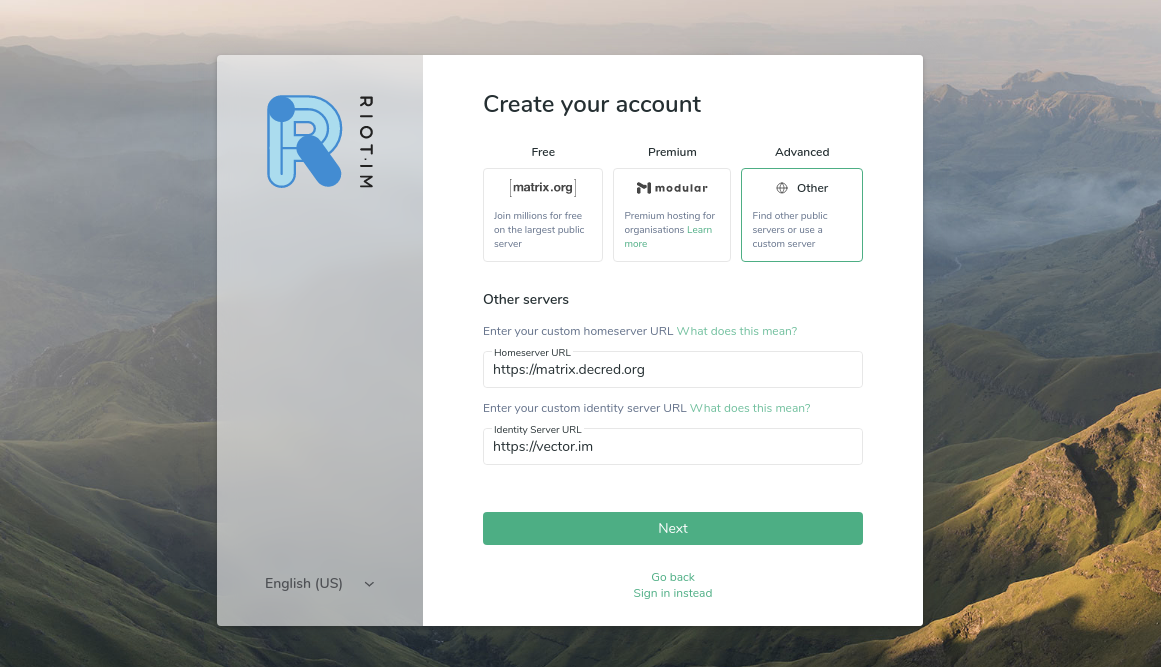 RIOT.IM
Create your account
Free
[matrix.org]
Join millions for free
on the largest public
server
Premium
modular
Premium hosting for
organisations Learn
more
Advanced
Other
Find other public
servers or use a
custom server
Other servers
Enter your custom homeserver URL What does this mean?
Homeserver URL
https://matrix.decred.org
Enter your custom identity server URL What does this mean?
Identity Server URL
https://vector.im
Next
Go back
Sign in instead
English (US)